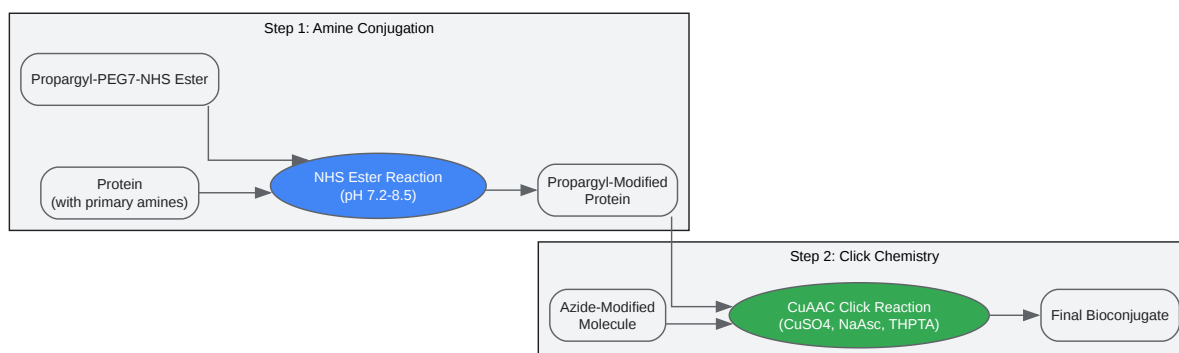 Step 1: Amine Conjugation
Propargyl-PEG7-NHS Ester
Protein
(with primary amines)
NHS Ester Reaction
(pH 7.2-8.5)
Propargyl-Modified
Protein
Step 2: Click Chemistry
Azide-Modified
Molecule
CuAAC Click Reaction
(CuSO4, NaAsc, THPTA)
Final Bioconjugate